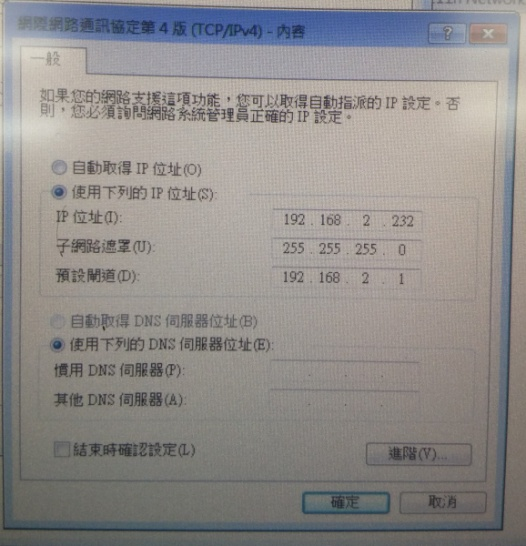 網際網路通訊協定第 4 版 (TCP/IPv4) - 內容
一般
如果您的網路支援這項功能，您可以取得自動指派的 IP 設定。否
則，您必須詢問網路系統管理員正確的 IP 設定。
自動取得 IP 位址(O)
使用下列的 IP 位址(S):
IP 位址(I): 192 . 168 . 2 . 232
子網路遮罩(U): 255 . 255 . 255 . 0
預設閘道(D): 192 . 168 . 2 . 1
自動取得 DNS 伺服器位址(B)
使用下列的 DNS 伺服器位址(E):
慣用 DNS 伺服器(P): . . .
其他 DNS 伺服器(A): . . .
結束時確認設定(L)
進階(V)...
確定 取消